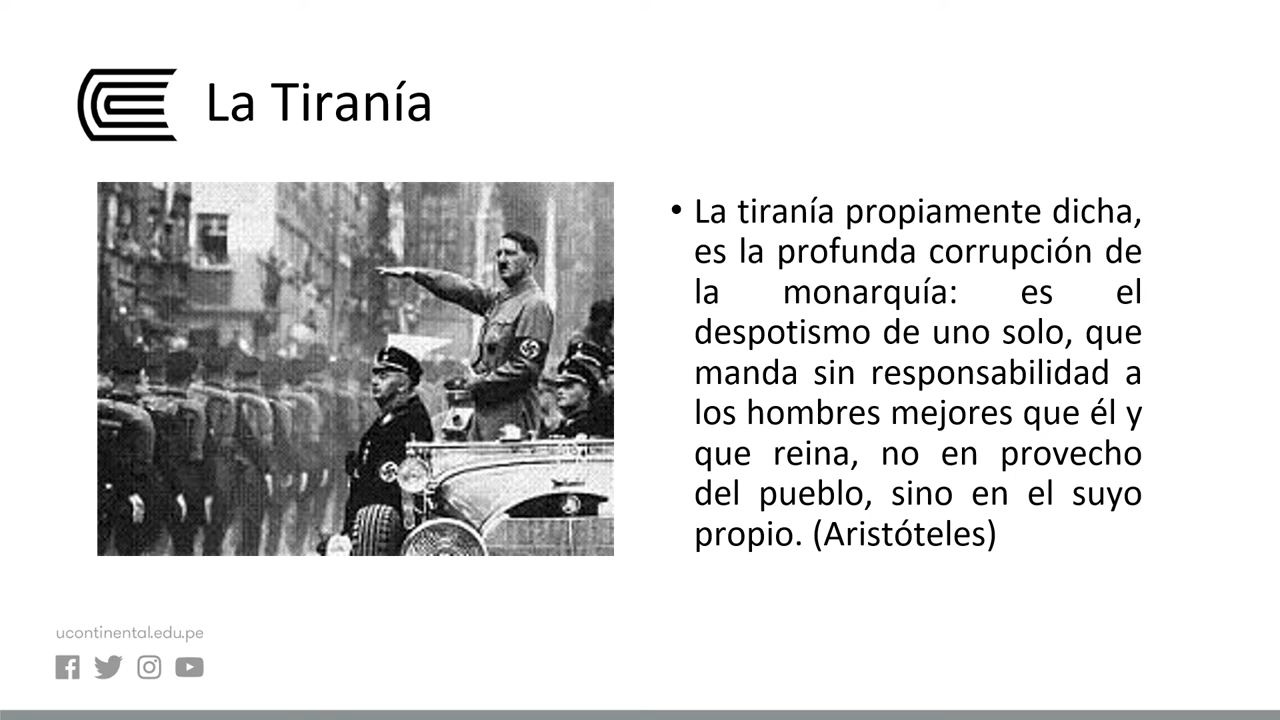 La Tiranía
• La tiranía propiamente dicha,
es la profunda corrupción de
la monarquía: es el
despotismo de uno solo, que
manda sin responsabilidad a
los hombres mejores que él y
que reina, no en provecho
del pueblo, sino en el suyo
propio. (Aristóteles)
ucontinental.edu.pe